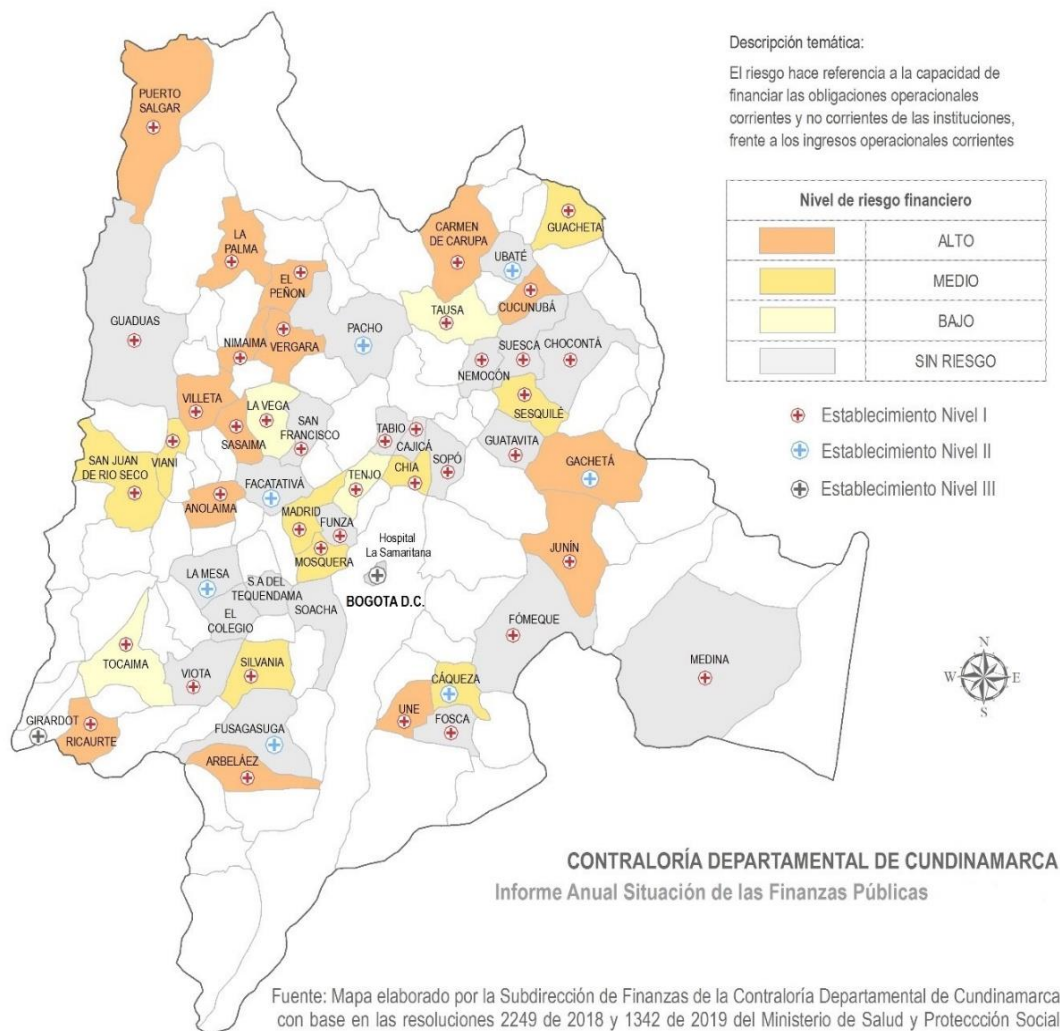 Descripción temática:
El riesgo hace referencia a la capacidad de
financiar las obligaciones operacionales
corrientes y no corrientes de las instituciones,
frente a los ingresos operacionales corrientes
Nivel de riesgo financiero
ALTO
MEDIO
BAJO
SIN RIESGO
Establecimiento Nivel I
Establecimiento Nivel II
Establecimiento Nivel III
PUERTO
SALGAR
GUACHETA
CARMEN
DE CARUPA
LA
PALMA
UBATÉ
EL
PEÑON
CUCUNUBÁ
TAUSA
GUADUAS
PACHO
NIMAIMA
VERGARA
SUESCA
CHOCONTÁ
NEMOCÓN
VILLETA
LA VEGA
SESQUILÉ
SASAIMA
SAN
FRANCISCO
TABIO
CAJICÁ
GUATAVITA
SOPÓ
VIANI
SAN JUAN
DE RIO SECO
CHIA
GACHETÁ
FACATATIVÁ
TENJO
ANOLAIMA
MADRID
FUNZA
Hospital
La Samaritana
MOSQUERA
JUNÍN
LA MESA
S.A DEL
TEQUENDAMA
BOGOTA D.C.
SOACHA
EL
COLEGIO
FÓMEQUE
MEDINA
TOCAIMA
VIOTA
SILVANIA
CÁQUEZA
UNE
FOSCA
GIRARDOT
RICAURTE
FUSAGASUGA
ARBELÁEZ
N
W
E
S
CONTRALORÍA DEPARTAMENTAL DE CUNDINAMARCA
Informe Anual Situación de las Finanzas Públicas
Fuente: Mapa elaborado por la Subdirección de Finanzas de la Contraloría Departamental de Cundinamarca
con base en las resoluciones 2249 de 2018 y 1342 de 2019 del Ministerio de Salud y Proteccción Social